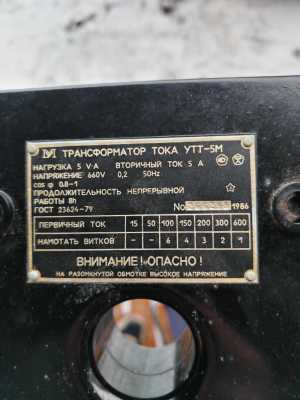 ТРАНСФОРМАТОР ТОКА УТТ-5М
НАГРУЗКА 5 V·A ВТОРИЧНЫЙ ТОК 5 А
НАПРЯЖЕНИЕ 660V 0,2 50Hz
cos φ 0.8-1
ПРОДОЛЖИТЕЛЬНОСТЬ НЕПРЕРЫВНОЙ
РАБОТЫ 8h
ГОСТ 23624-79 No 1986
ПЕРВИЧНЫЙ ТОК 15 50 100 150 200 300 600
НАМОТАТЬ ВИТКОВ - - 6 4 3 2 1
ВНИМАНИЕ! ОПАСНО!
НА РАЗОМКНУТОЙ ОБМОТКЕ ВЫСОКОЕ НАПРЯЖЕНИЕ